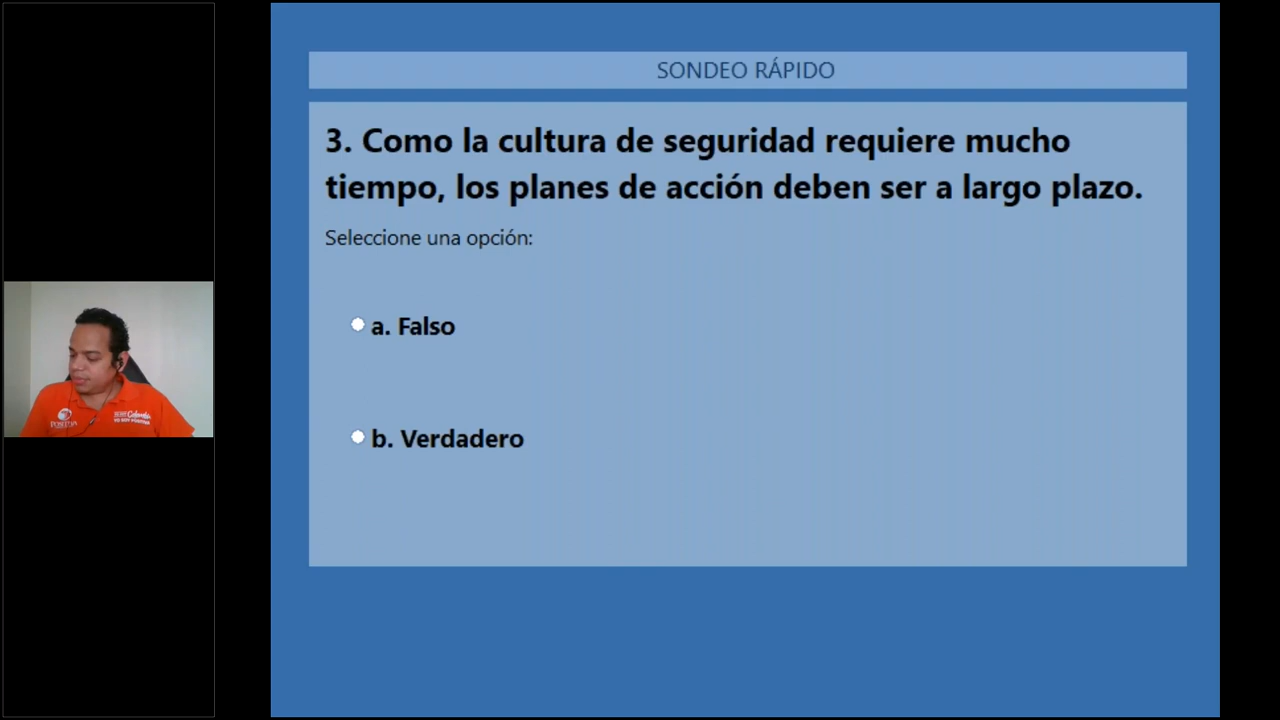 SONDEO RÁPIDO
3. Como la cultura de seguridad requiere mucho
tiempo, los planes de acción deben ser a largo plazo.
Seleccione una opción:
a. Falso
b. Verdadero